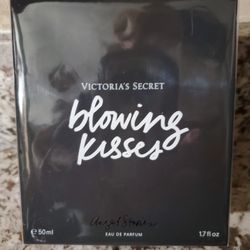 VICTORIA'S SECRET
blowing
kisses
EAU DE PARFUM
℮ 50ml
1.7 fl oz